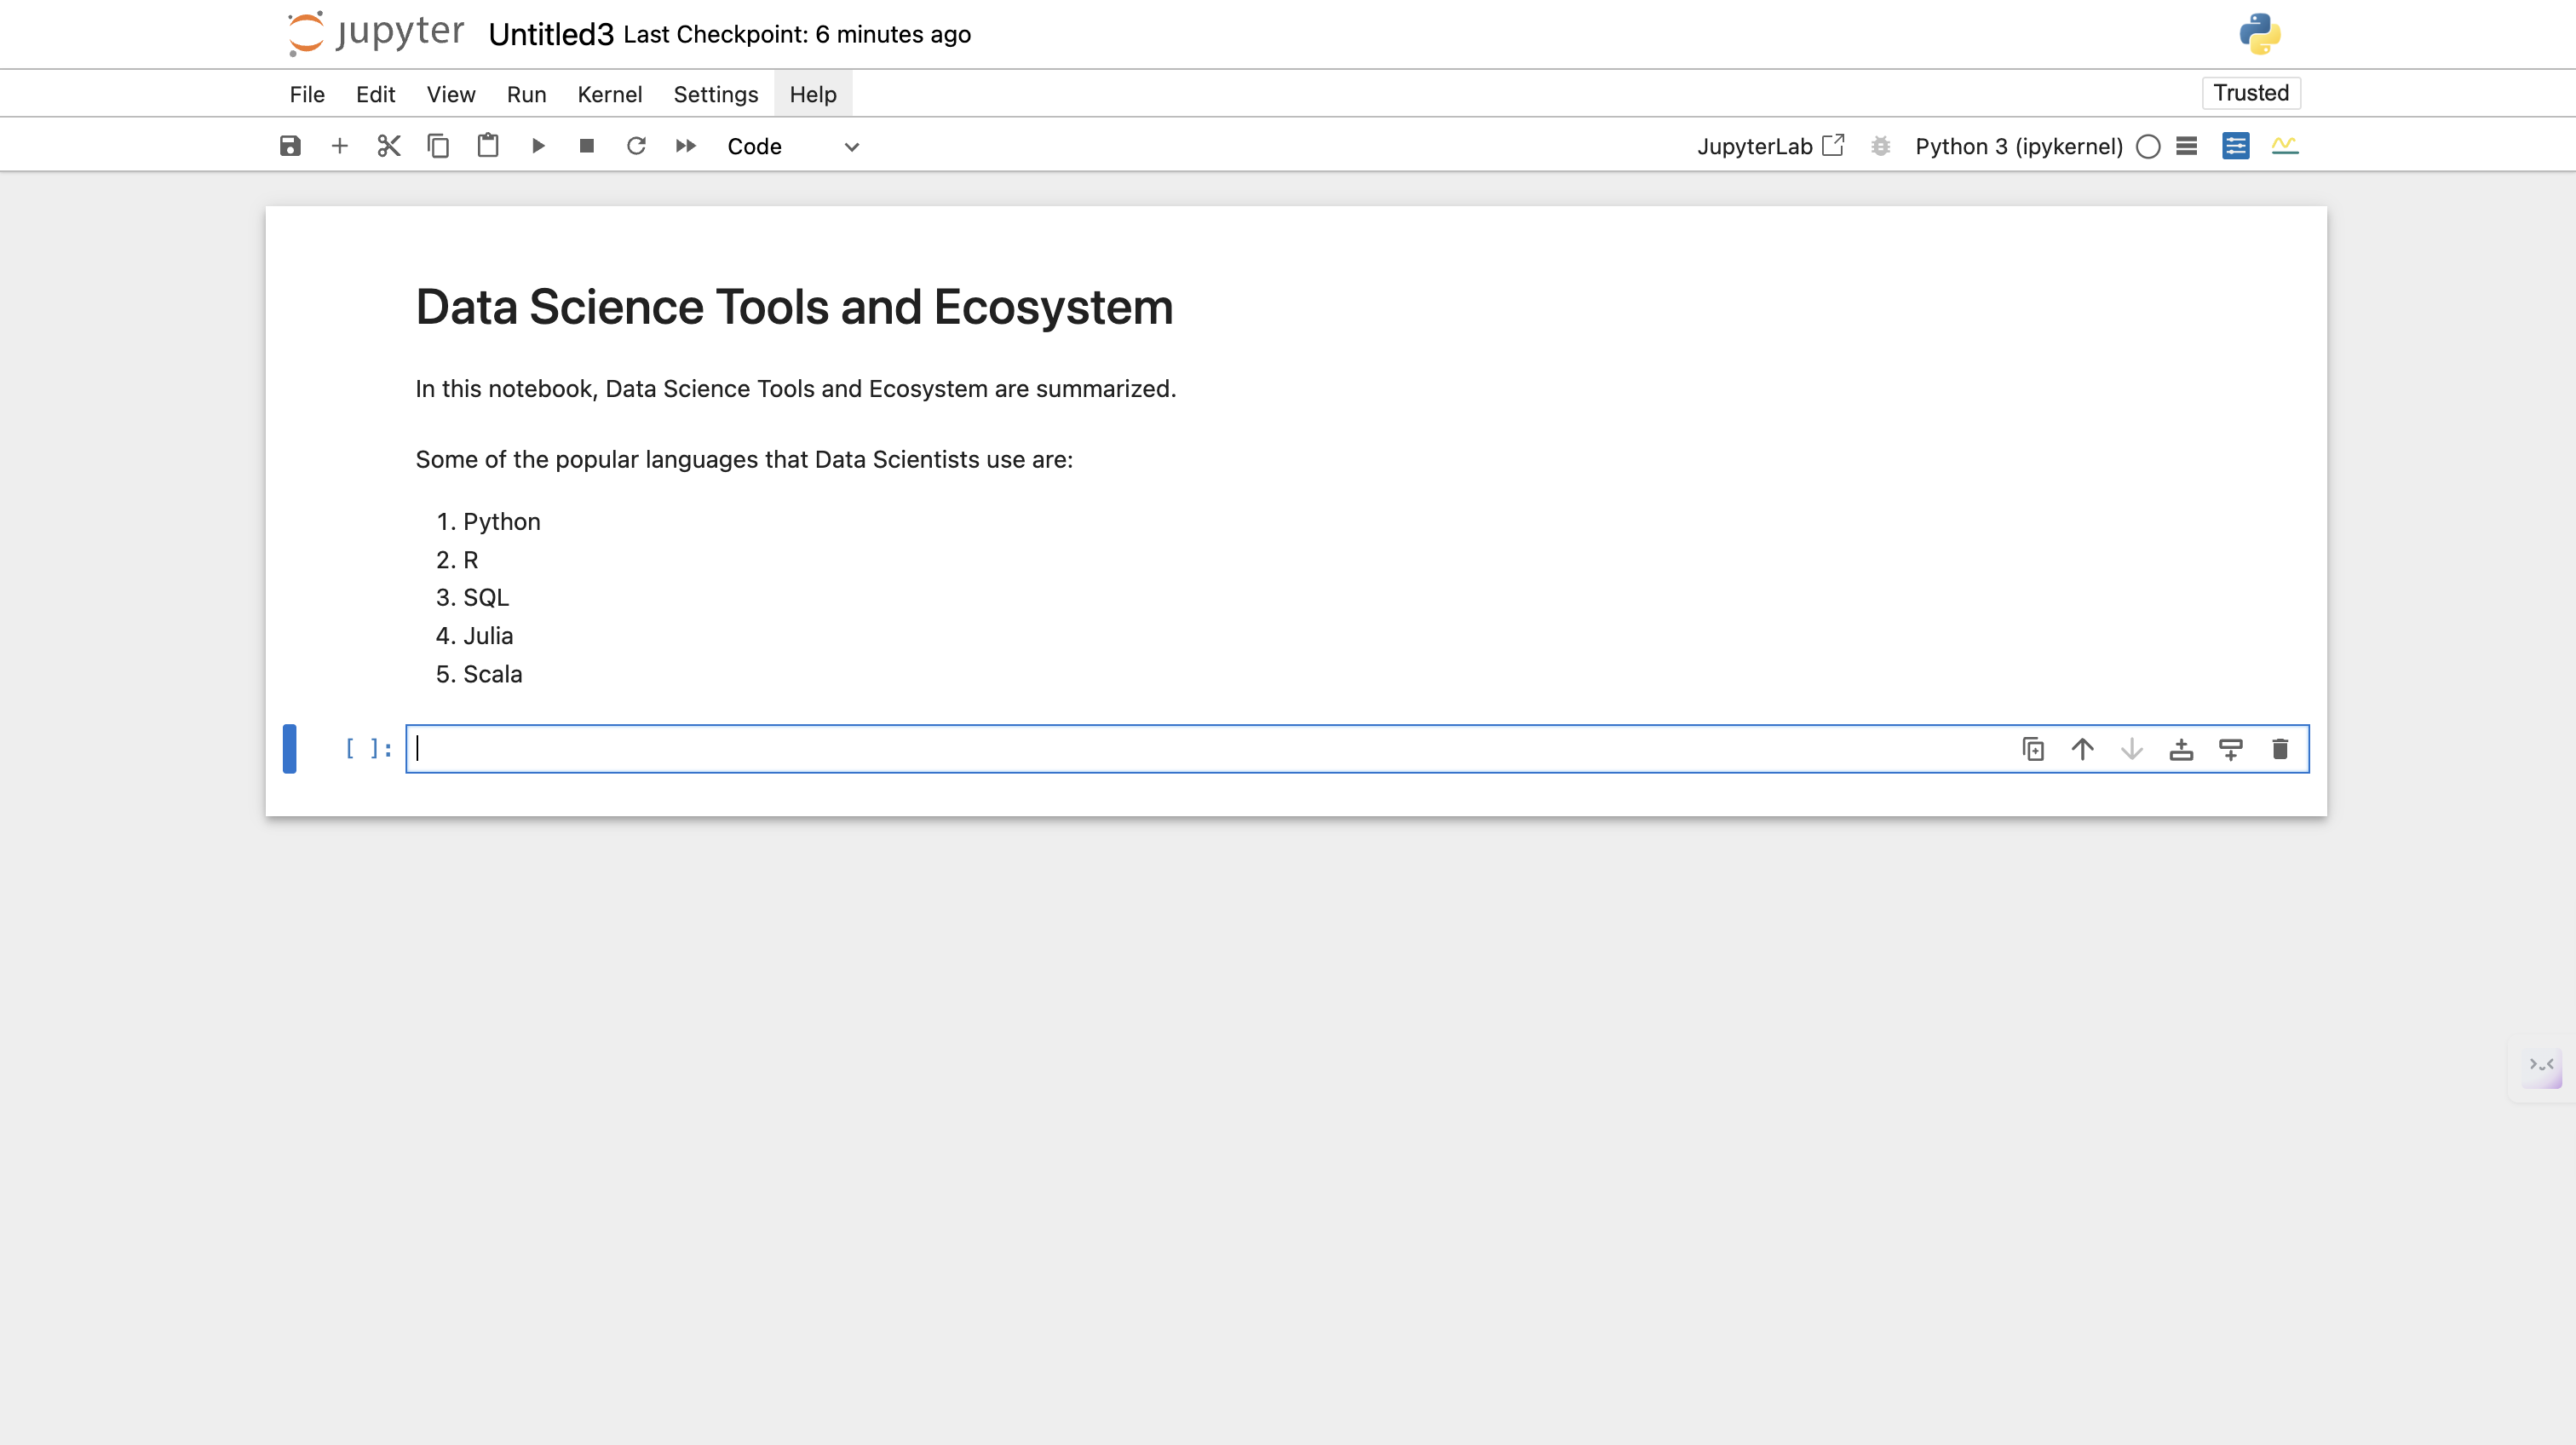 jupyter Untitled3 Last Checkpoint: 6 minutes ago
File Edit View Run Kernel Settings Help Trusted
Code JupyterLab Python 3 (ipykernel)
Data Science Tools and Ecosystem
In this notebook, Data Science Tools and Ecosystem are summarized.
Some of the popular languages that Data Scientists use are:
1. Python
2. R
3. SQL
4. Julia
5. Scala
[ ]: